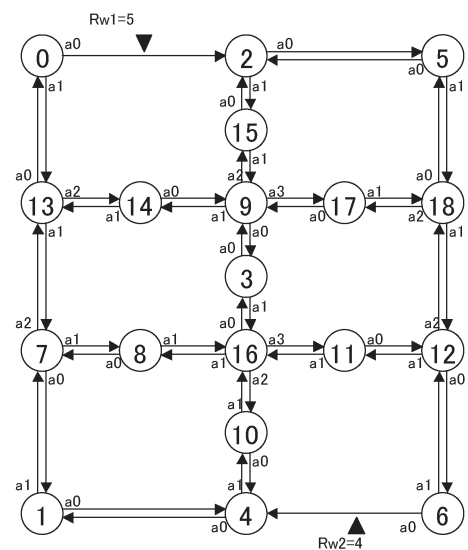 Rw1=5
a0 a0
0 2 5
a1 a0 a1 a0 a1
15
a0 a2 a1 a0
a2 a0 a3 a1
13 14 9 17 18
a1 a1 a1 a0 a0 a2 a1
a0
3
a2 a0 a1 a2
a1 a1 a3 a0
7 8 16 11 12
a0 a0 a1 a2 a1 a1 a0
a1
10
a1 a1 a0 a1
a0
1 4 6
a0 a0
Rw2=4